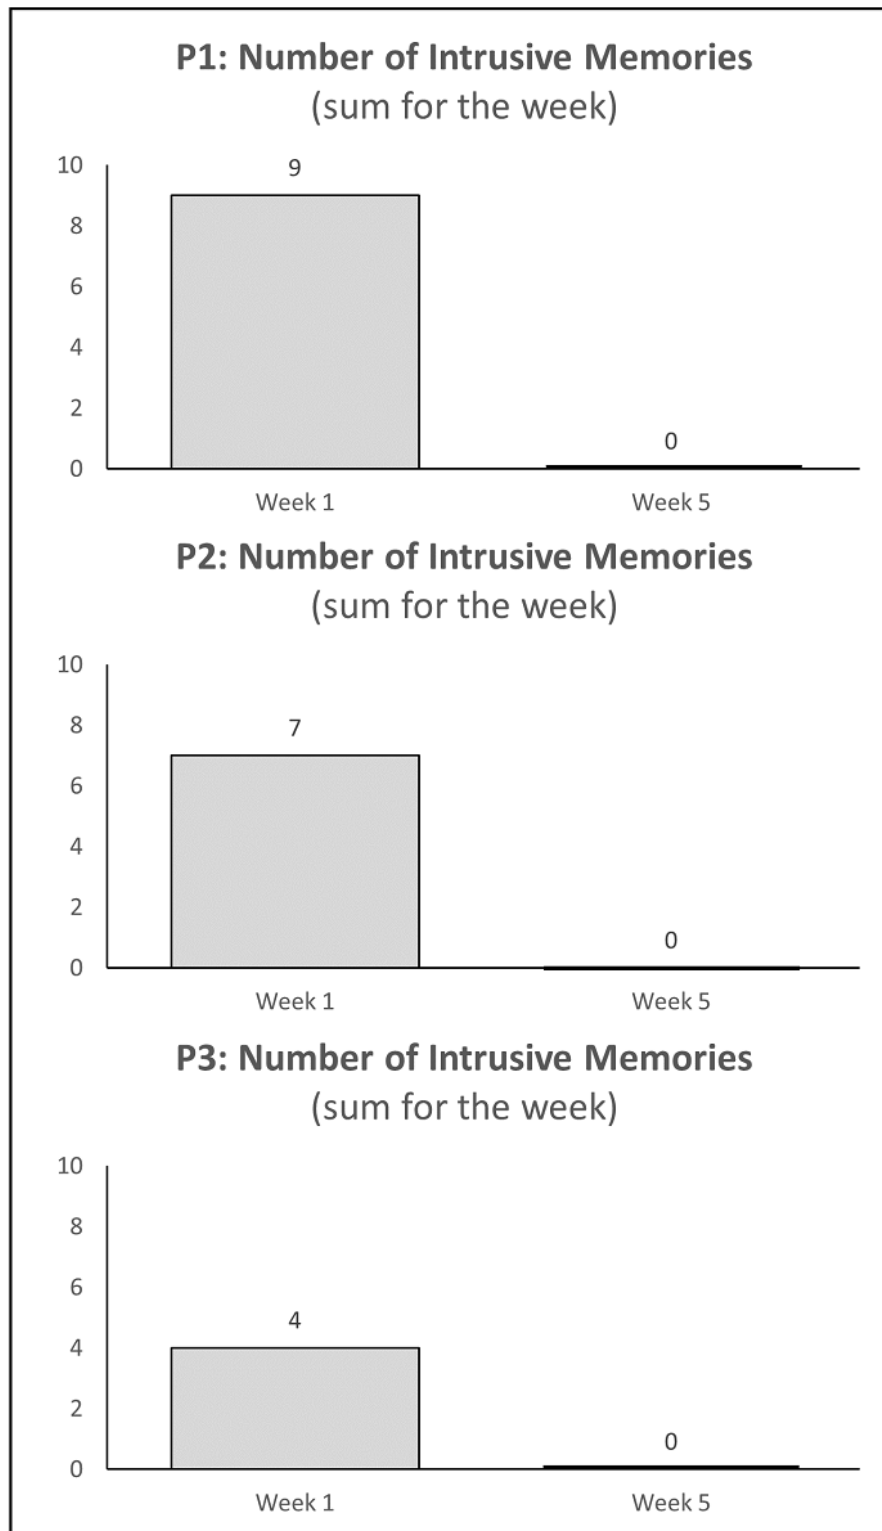 P1: Number of Intrusive Memories
(sum for the week)
10
9
8
6
4
2
0
0
Week 1
Week 5
P2: Number of Intrusive Memories
(sum for the week)
10
8
7
6
4
2
0
0
Week 1
Week 5
P3: Number of Intrusive Memories
(sum for the week)
10
8
6
4
4
2
0
0
Week 1
Week 5